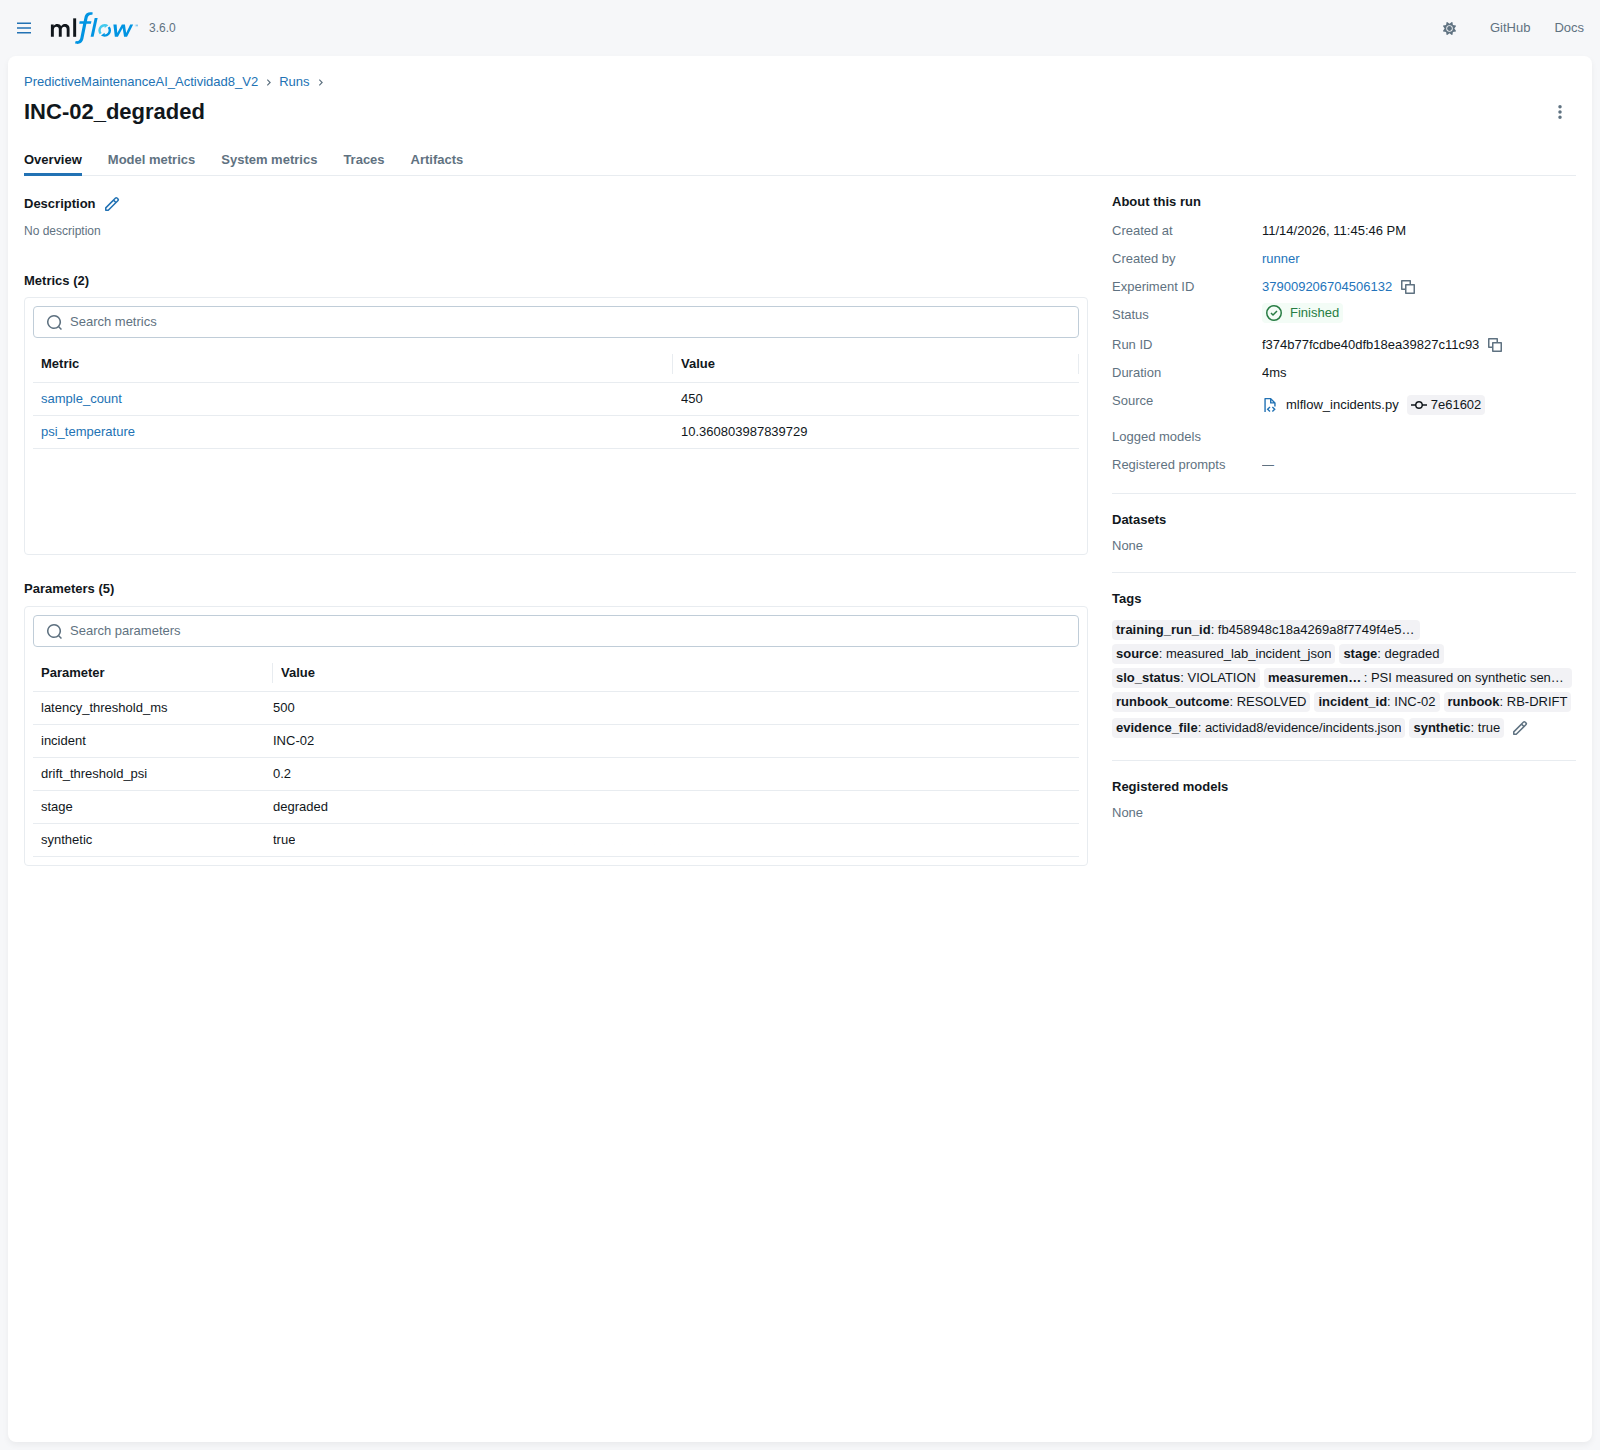 mlflow 3.6.0 GitHub Docs
PredictiveMaintenanceAI_Actividad8_V2 > Runs >
INC-02_degraded
Overview Model metrics System metrics Traces Artifacts
Description
No description
Metrics (2)
Search metrics
Metric Value
sample_count 450
psi_temperature 10.360803987839729
Parameters (5)
Search parameters
Parameter Value
latency_threshold_ms 500
incident INC-02
drift_threshold_psi 0.2
stage degraded
synthetic true
About this run
Created at 11/14/2026, 11:45:46 PM
Created by runner
Experiment ID 379009206704506132
Status Finished
Run ID f374b77fcdbe40dfb18ea39827c11c93
Duration 4ms
Source mlflow_incidents.py 7e61602
Logged models
Registered prompts —
Datasets
None
Tags
training_run_id: fb458948c18a4269a8f7749f4e5…
source: measured_lab_incident_json stage: degraded
slo_status: VIOLATION measuremen… : PSI measured on synthetic sen…
runbook_outcome: RESOLVED incident_id: INC-02 runbook: RB-DRIFT
evidence_file: actividad8/evidence/incidents.json synthetic: true
Registered models
None